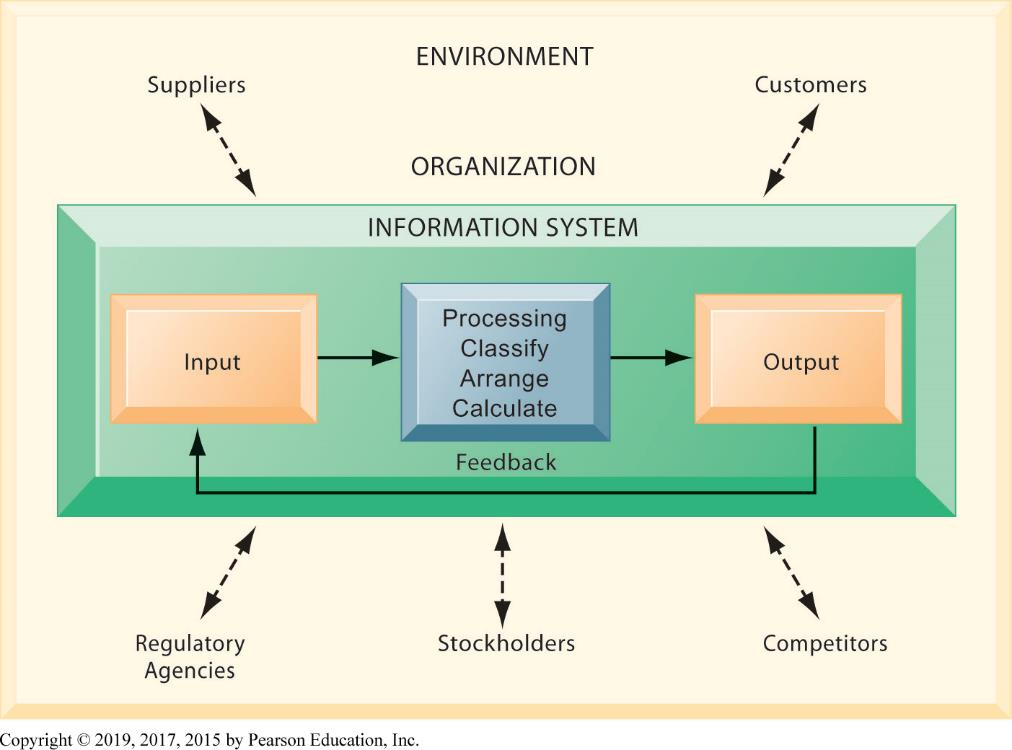 ENVIRONMENT
Suppliers
Customers
ORGANIZATION
INFORMATION SYSTEM
Input
Processing
Classify
Arrange
Calculate
Output
Feedback
Regulatory
Agencies
Stockholders
Competitors
Copyright © 2019, 2017, 2015 by Pearson Education, Inc.